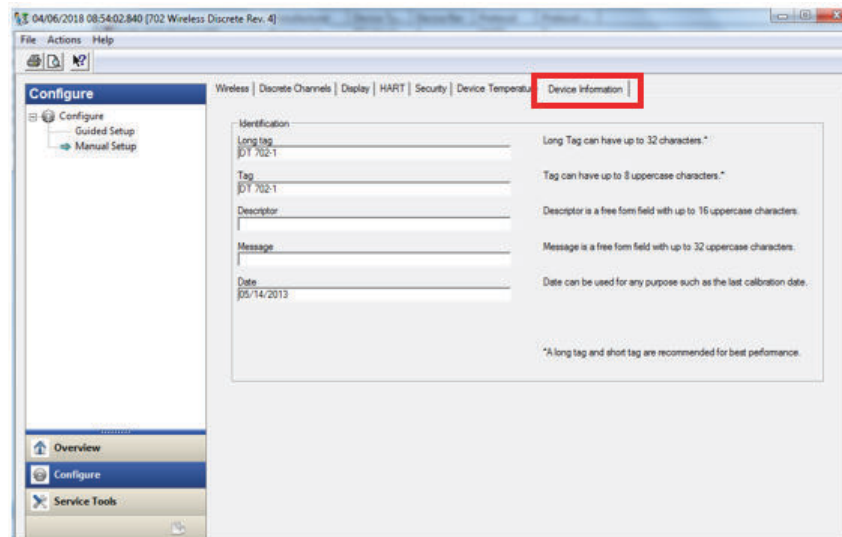 04/06/2018 08:54:02.840 [702 Wireless Discrete Rev. 4]
File Actions Help
Configure
Configure
Guided Setup
Manual Setup
Wireless Discrete Channels Display HART Security Device Temperatu Device Information
Identification
Long tag Long Tag can have up to 32 characters.*
DT 702-1
Tag Tag can have up to 8 uppercase characters.*
DT 702-1
Descriptor Descriptor is a free form field with up to 16 uppercase characters.
Message Message is a free form field with up to 32 uppercase characters.
Date Date can be used for any purpose such as the last calibration date.
05/14/2013
*A long tag and short tag are recommended for best performance.
Overview
Configure
Service Tools